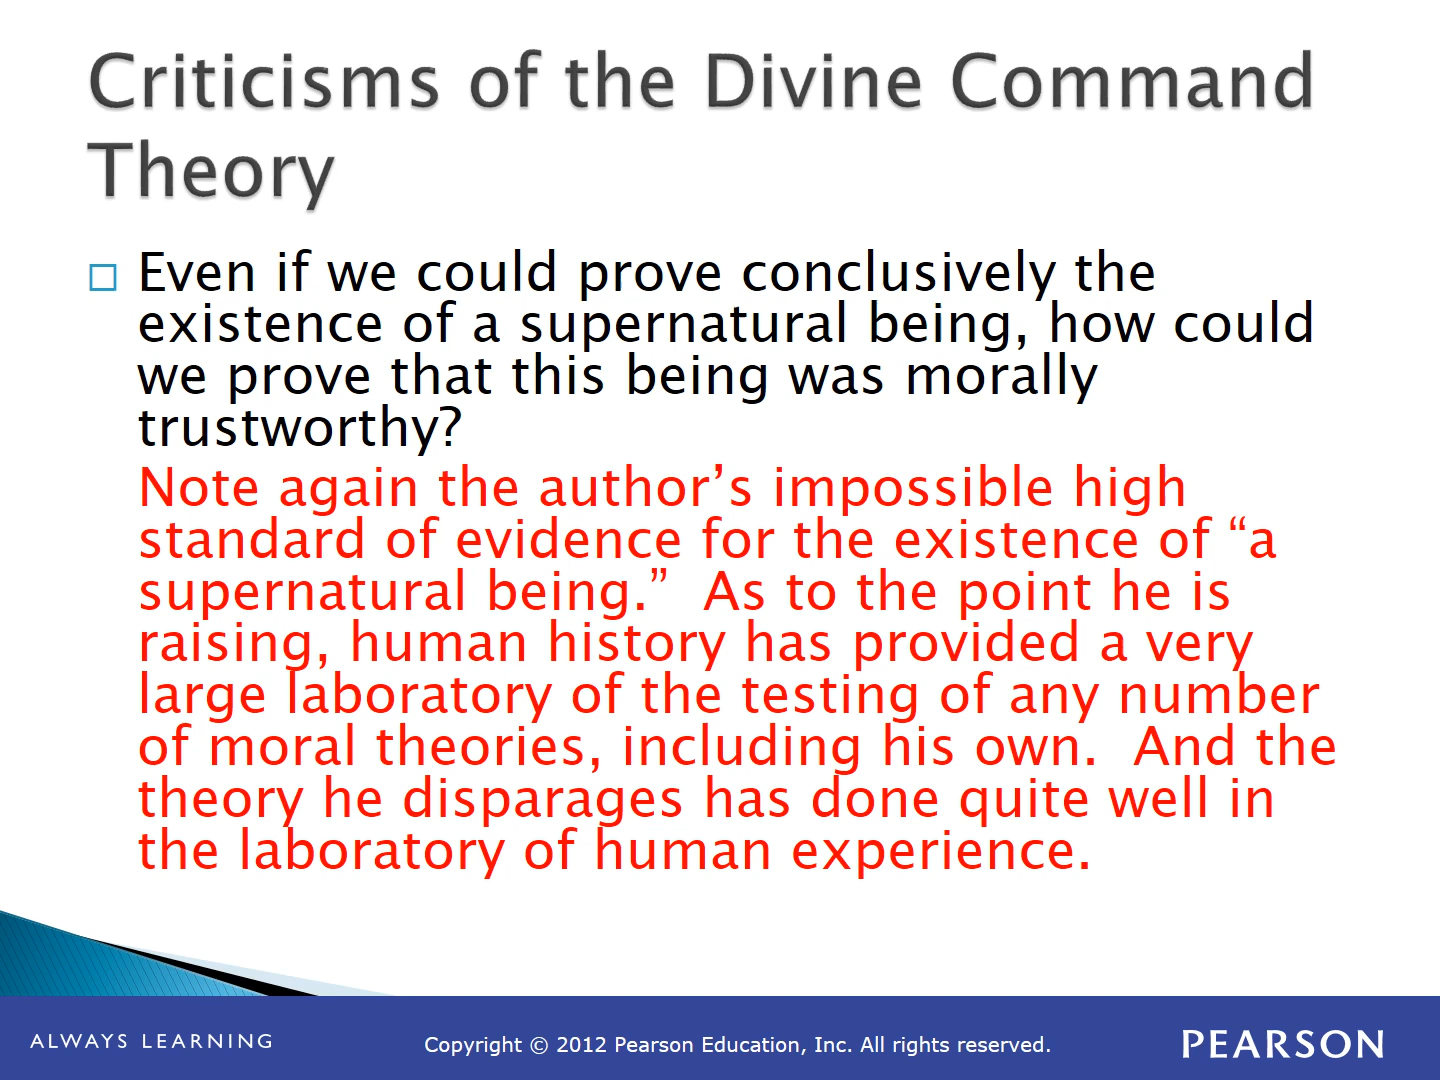 Criticisms of the Divine Command
Theory
Even if we could prove conclusively the
existence of a supernatural being, how could
we prove that this being was morally
trustworthy?
Note again the author’s impossible high
standard of evidence for the existence of “a
supernatural being.”  As to the point he is
raising, human history has provided a very
large laboratory of the testing of any number
of moral theories, including his own.  And the
theory he disparages has done quite well in
the laboratory of human experience.
ALWAYS LEARNING
Copyright © 2012 Pearson Education, Inc. All rights reserved.
PEARSON